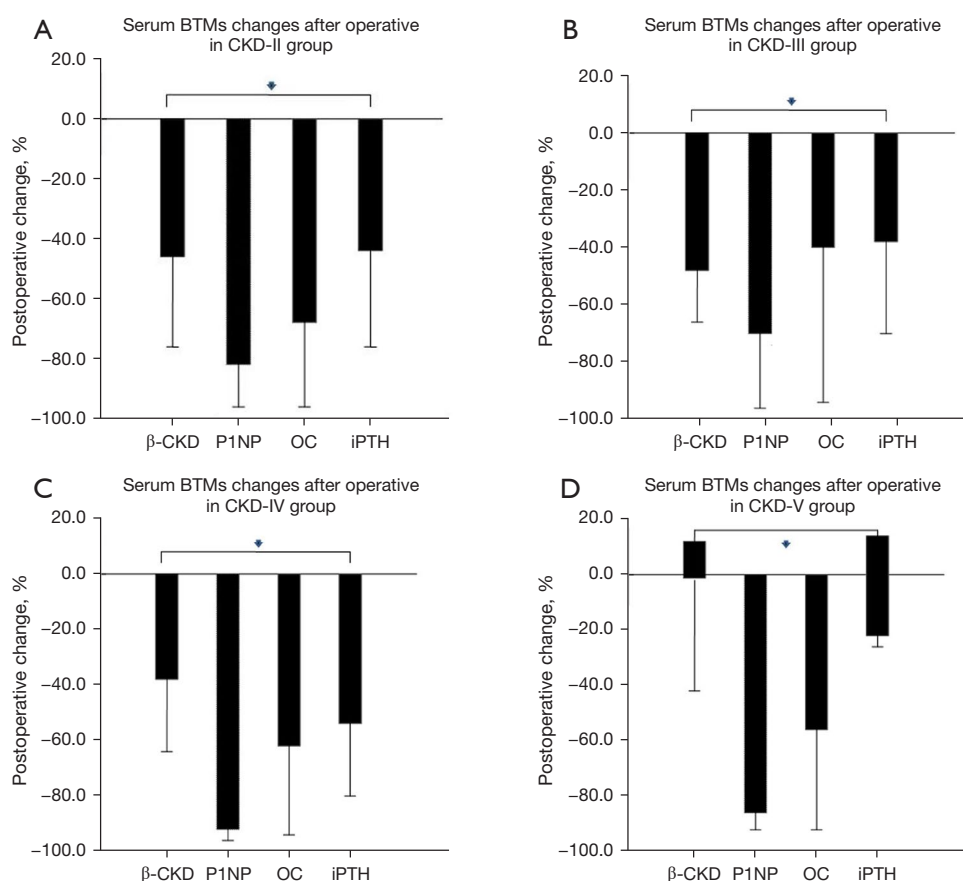 A
Serum BTMs changes after operative
in CKD-II group
Postoperative change, %
20.0
0.0
−20.0
−40.0
−60.0
−80.0
−100.0
β-CKD P1NP OC iPTH
B
Serum BTMs changes after operative
in CKD-III group
Postoperative change, %
20.0
0.0
−20.0
−40.0
−60.0
−80.0
−100.0
β-CKD P1NP OC iPTH
C
Serum BTMs changes after operative
in CKD-IV group
Postoperative change, %
20.0
0.0
−20.0
−40.0
−60.0
−80.0
−100.0
β-CKD P1NP OC iPTH
D
Serum BTMs changes after operative
in CKD-V group
Postoperative change, %
20.0
0.0
−20.0
−40.0
−60.0
−80.0
−100.0
β-CKD P1NP OC iPTH